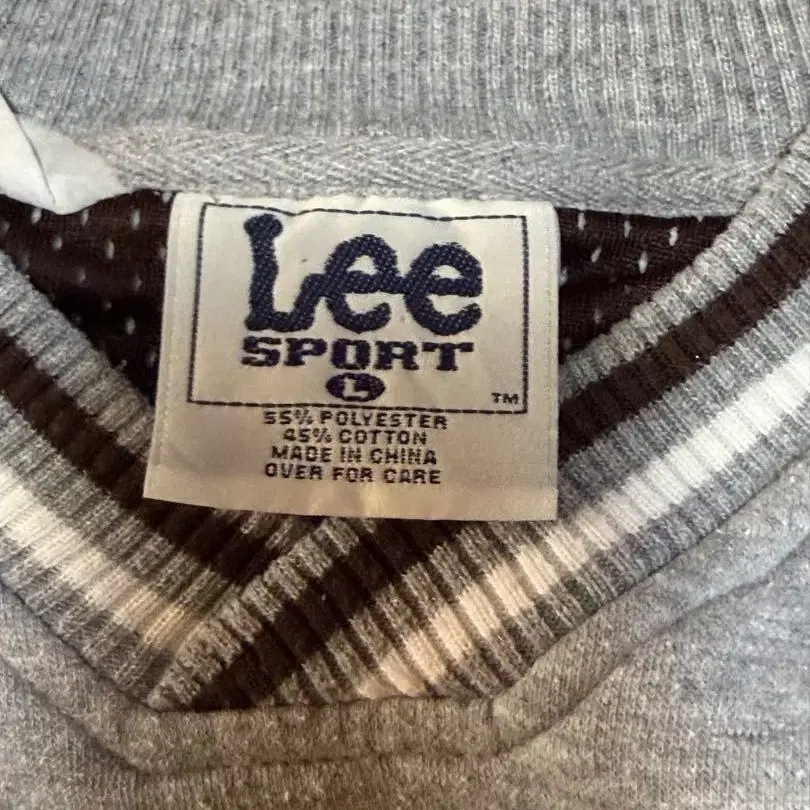 Lee
SPORT
L
TM
55% POLYESTER
45% COTTON
MADE IN CHINA
OVER FOR CARE